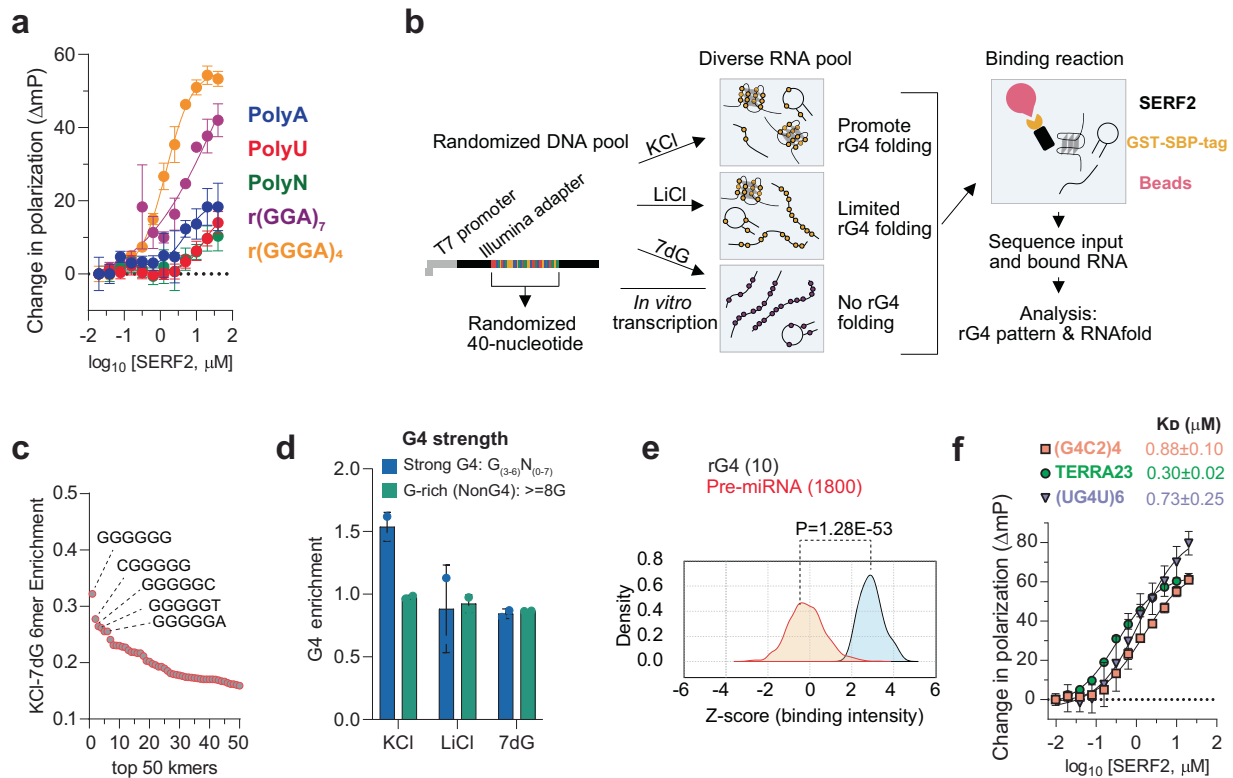 a
Change in polarization (ΔmP)
60
40
20
0
-2
-1
0
1
2
log10 [SERF2, μM]
PolyA
PolyU
PolyN
r(GGA)7
r(GGGA)4
b
Randomized DNA pool
T7 promoter
Illumina adapter
Randomized
40-nucleotide
KCl
LiCl
7dG
In vitro
transcription
Diverse RNA pool
Promote
rG4 folding
Limited
rG4 folding
No rG4
folding
Binding reaction
SERF2
GST-SBP-tag
Beads
Sequence input
and bound RNA
Analysis:
rG4 pattern & RNAfold
c
KCl-7dG 6mer Enrichment
0.5
0.4
0.3
0.2
0.1
GGGGGG
CGGGGG
GGGGGC
GGGGGT
GGGGGA
0
10
20
30
40
50
top 50 kmers
d
G4 strength
Strong G4: G(3-6)N(0-7)
G-rich (NonG4): >=8G
G4 enrichment
2.0
1.5
1.0
0.5
0.0
KCl
LiCl
7dG
e
rG4 (10)
Pre-miRNA (1800)
P=1.28E-53
Density
0.8
0.6
0.4
0.2
0.0
-6
-4
-2
0
2
4
6
Z-score (binding intensity)
f
KD (μM)
(G4C2)4 0.88±0.10
TERRA23 0.30±0.02
(UG4U)6 0.73±0.25
Change in polarization (ΔmP)
80
60
40
20
0
-2
-1
0
1
2
log10 [SERF2, μM]